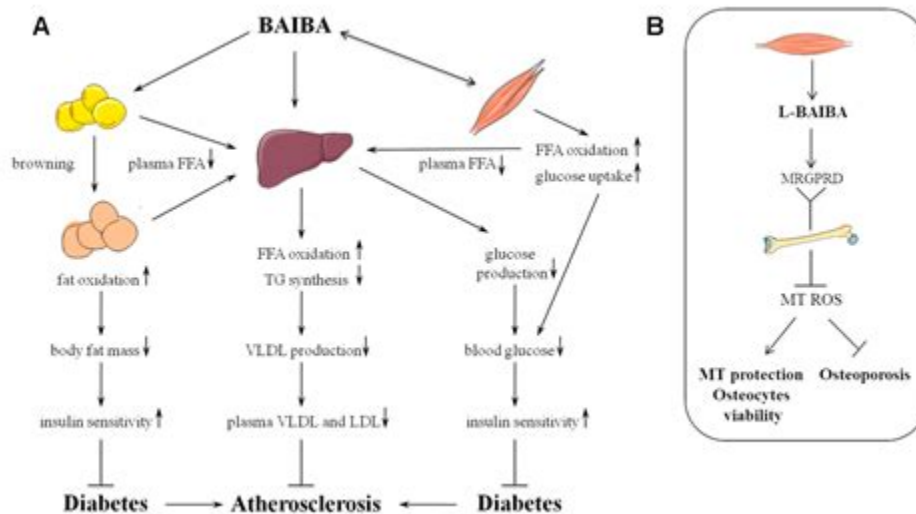 A
BAIBA
browning
plasma FFA
plasma FFA
FFA oxidation
glucose uptake
fat oxidation
FFA oxidation
TG synthesis
glucose
production
body fat mass
VLDL production
blood glucose
insulin sensitivity
plasma VLDL and LDL
insulin sensitivity
Diabetes
Atherosclerosis
Diabetes
B
L-BAIBA
MRGPRD
MT ROS
MT protection
Osteocytes
viability
Osteoporosis